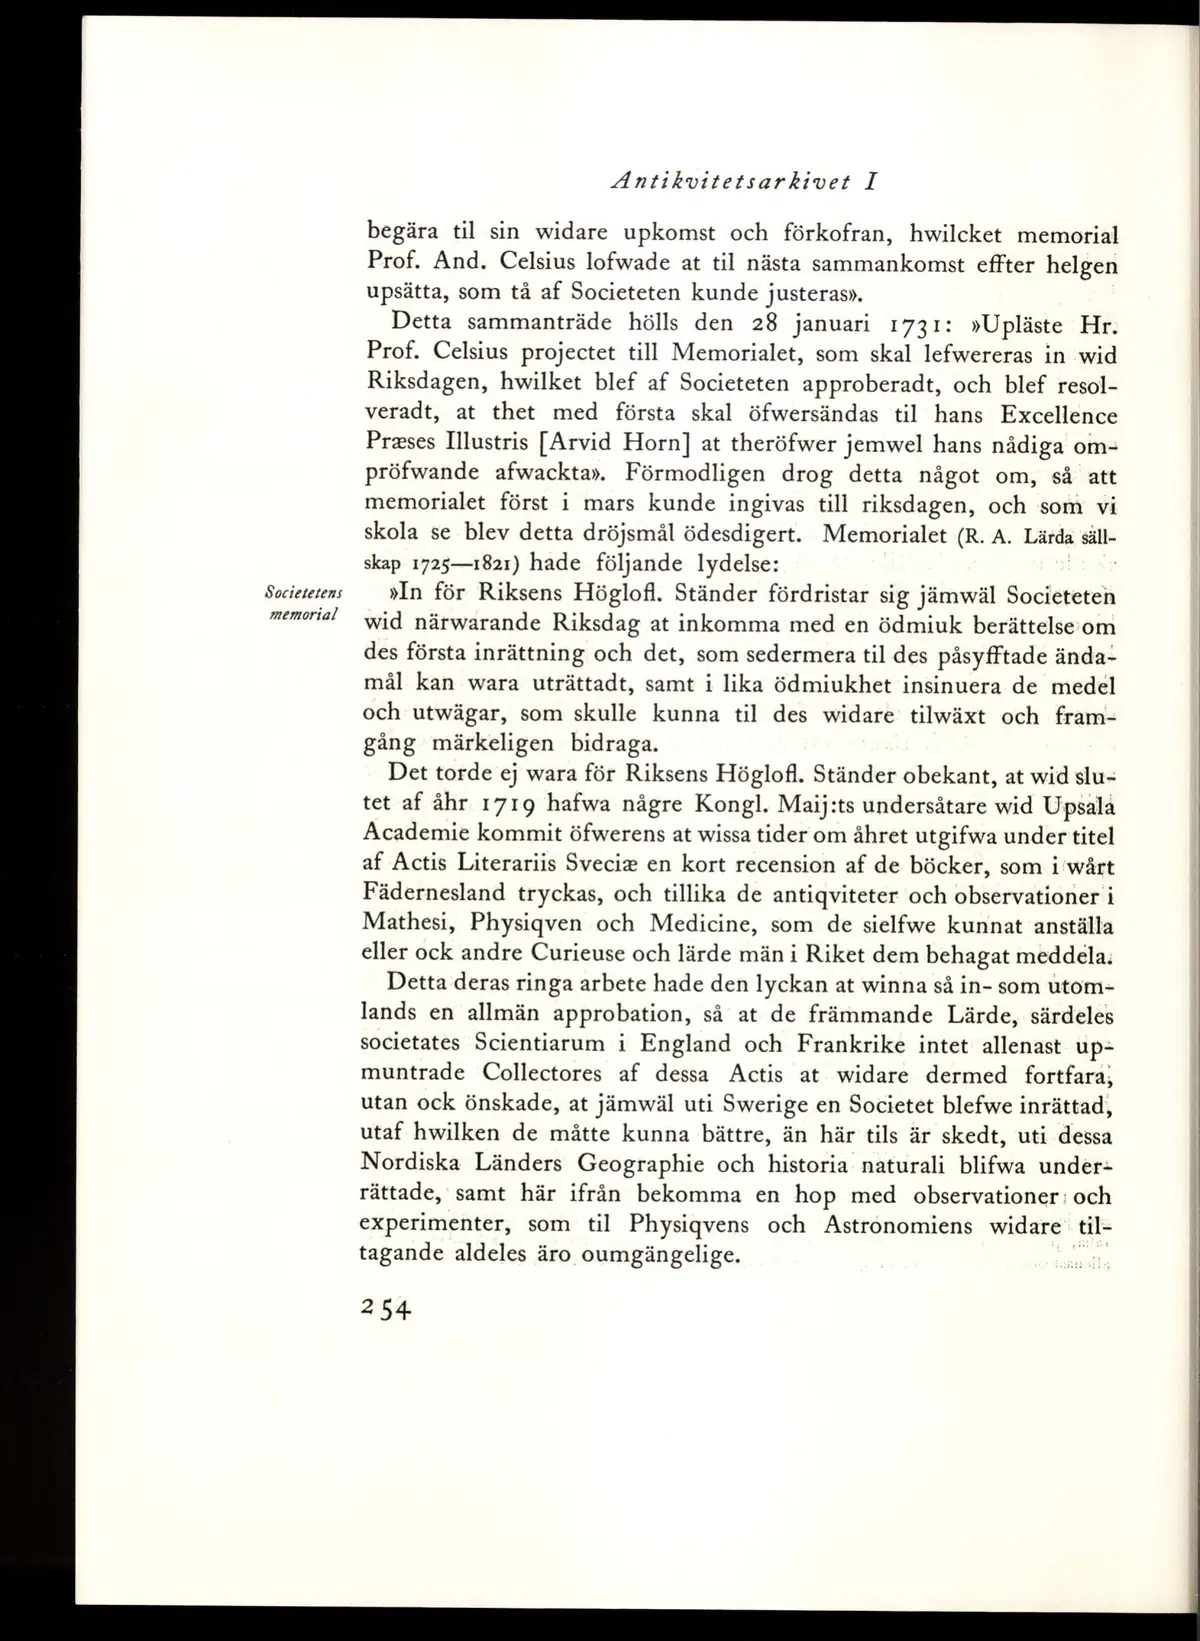 Antikvitetsarkivet I
begära til sin widare upkomst och förkofran, hwilcket memorial
Prof. And. Celsius lofwade at til nästa sammankomst effter helgen
upsätta, som tå af Societeten kunde justeras».
Detta sammanträde hölls den 28 januari 1731: »Upläste Hr.
Prof. Celsius projectet till Memorialet, som skal lefwereras in wid
Riksdagen, hwilket blef af Societeten approberadt, och blef resol-
veradt, at thet med första skal öfwersändas til hans Excellence
Præses Illustris [Arvid Horn] at theröfwer jemwel hans nådiga om-
pröfwande afwackta». Förmodligen drog detta något om, så att
memorialet först i mars kunde ingivas till riksdagen, och som vi
skola se blev detta dröjsmål ödesdigert. Memorialet (R. A. Lärda säll-
skap 1725—1821) hade följande lydelse:
Societetens
memorial
»In för Riksens Höglofl. Ständer fördristar sig jämwäl Societeten
wid närwarande Riksdag at inkomma med en ödmiuk berättelse om
des första inrättning och det, som sedermera til des påsyfftade ända-
mål kan wara uträttadt, samt i lika ödmiukhet insinuera de medel
och utwägar, som skulle kunna til des widare tilwäxt och fram-
gång märkeligen bidraga.
Det torde ej wara för Riksens Höglofl. Ständer obekant, at wid slu-
tet af åhr 1719 hafwa någre Kongl. Maij:ts undersåtare wid Upsala
Academie kommit öfwerens at wissa tider om åhret utgifwa under titel
af Actis Literariis Sveciæ en kort recension af de böcker, som i wårt
Fädernesland tryckas, och tillika de antiqviteter och observationer i
Mathesi, Physiqven och Medicine, som de sielfwe kunnat anställa
eller ock andre Curieuse och lärde män i Riket dem behagat meddela.
Detta deras ringa arbete hade den lyckan at winna så in- som utom-
lands en allmän approbation, så at de främmande Lärde, särdeles
societates Scientiarum i England och Frankrike intet allenast up-
muntrade Collectores af dessa Actis at widare dermed fortfara,
utan ock önskade, at jämwäl uti Swerige en Societet blefwe inrättad,
utaf hwilken de måtte kunna bättre, än här tils är skedt, uti dessa
Nordiska Länders Geographie och historia naturali blifwa under-
rättade, samt här ifrån bekomma en hop med observationer och
experimenter, som til Physiqvens och Astronomiens widare til-
tagande aldeles äro oumgängelige.
254